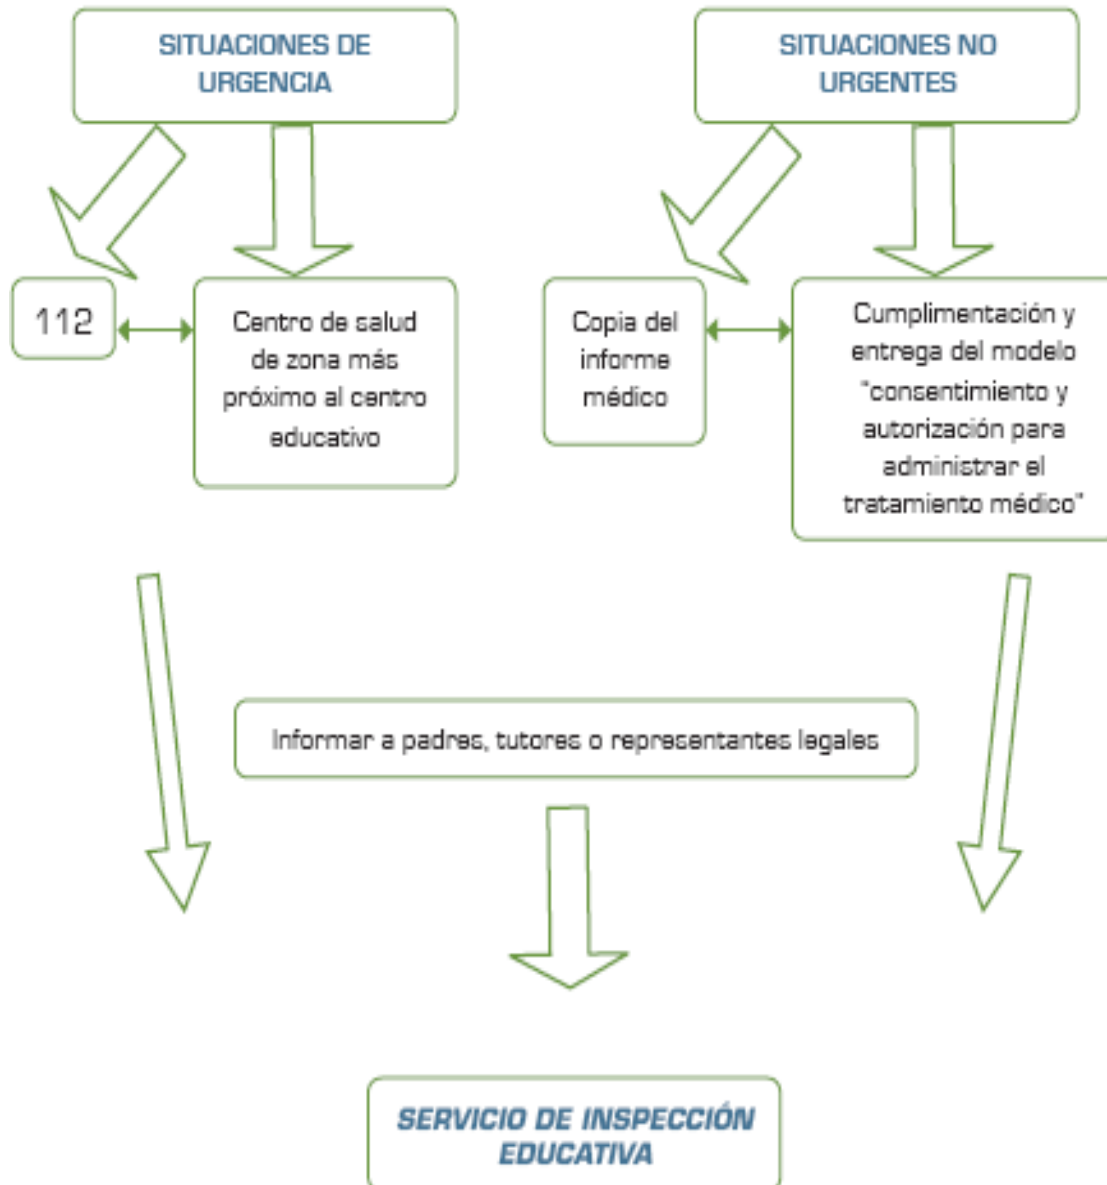 SITUACIONES DE
URGENCIA
SITUACIONES NO
URGENTES
112
Centro de salud
de zona más
próximo al centro
educativo
Copia del
informe
médico
Cumplimentación y
entrega del modelo
"consentimiento y
autorización para
administrar el
tratamiento médico"
Informar a padres, tutores o representantes legales
SERVICIO DE INSPECCIÓN
EDUCATIVA